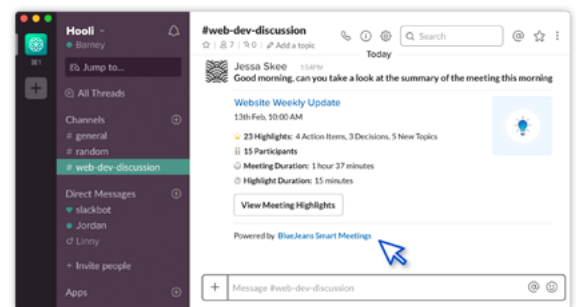 Hooli
Barney
⌘1
Jump to...
All Threads
Channels
# general
# random
# web-dev-discussion
Direct Messages
slackbot
Jordan
Linny
+ Invite people
Apps
#web-dev-discussion
7
0
Add a topic
Search
Today
Jessa Skee 1:54PM
Good morning, can you take a look at the summary of the meeting this morning
Website Weekly Update
13th Feb, 10:00 AM
23 Highlights: 4 Action Items, 3 Decisions, 5 New Topics
15 Participants
Meeting Duration: 1 hour 37 minutes
Highlight Duration: 15 minutes
View Meeting Highlights
Powered by BlueJeans Smart Meetings
Message #web-dev-discussion